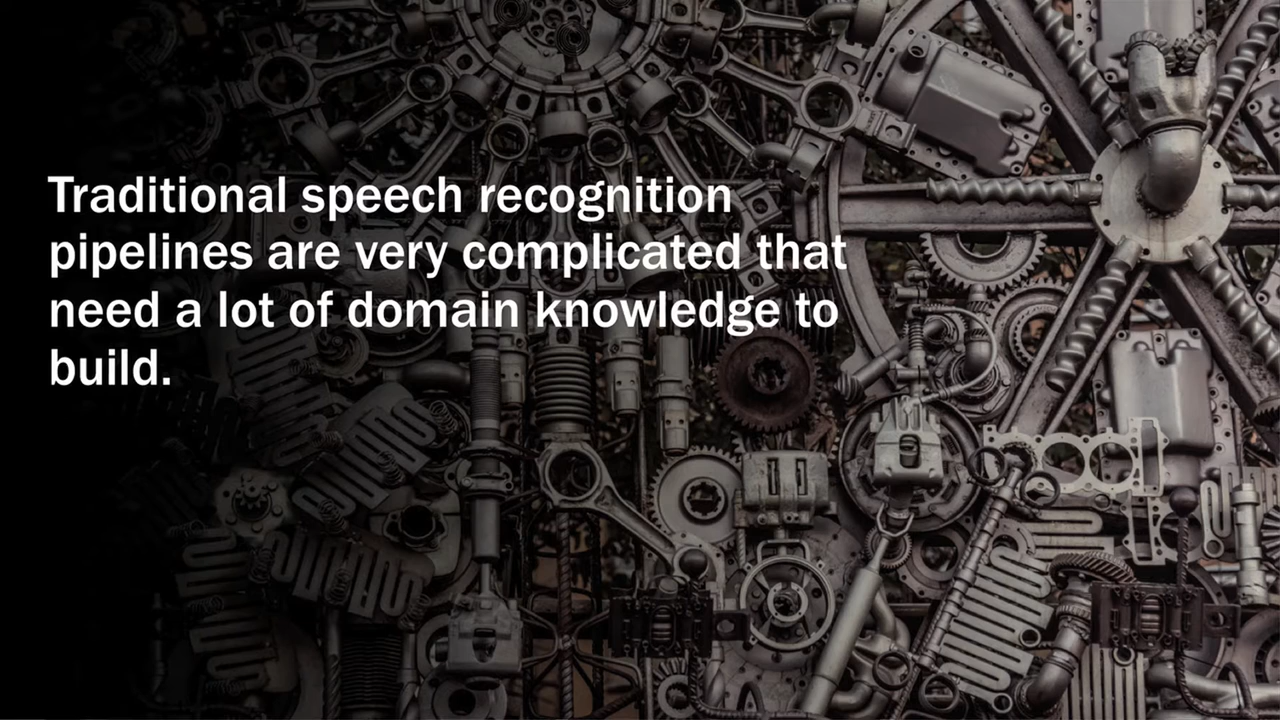 Traditional speech recognition
pipelines are very complicated that
need a lot of domain knowledge to
build.